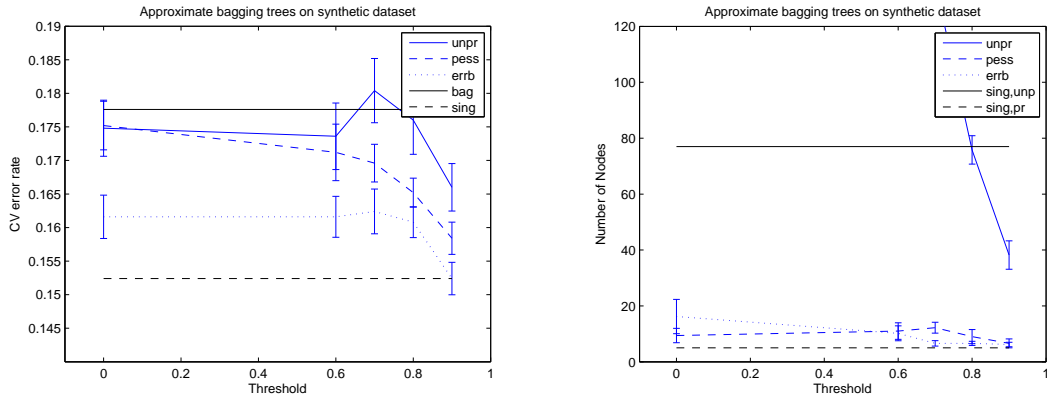 Approximate bagging trees on synthetic dataset
0.19
0.185
0.18
0.175
0.17
0.165
0.16
0.155
0.15
0.145
CV error rate
unpr
pess
errb
bag
sing
0 0.2 0.4 0.6 0.8 1
Threshold
Approximate bagging trees on synthetic dataset
120
100
80
60
40
20
0
Number of Nodes
unpr
pess
errb
sing,unp
sing,pr
0 0.2 0.4 0.6 0.8 1
Threshold